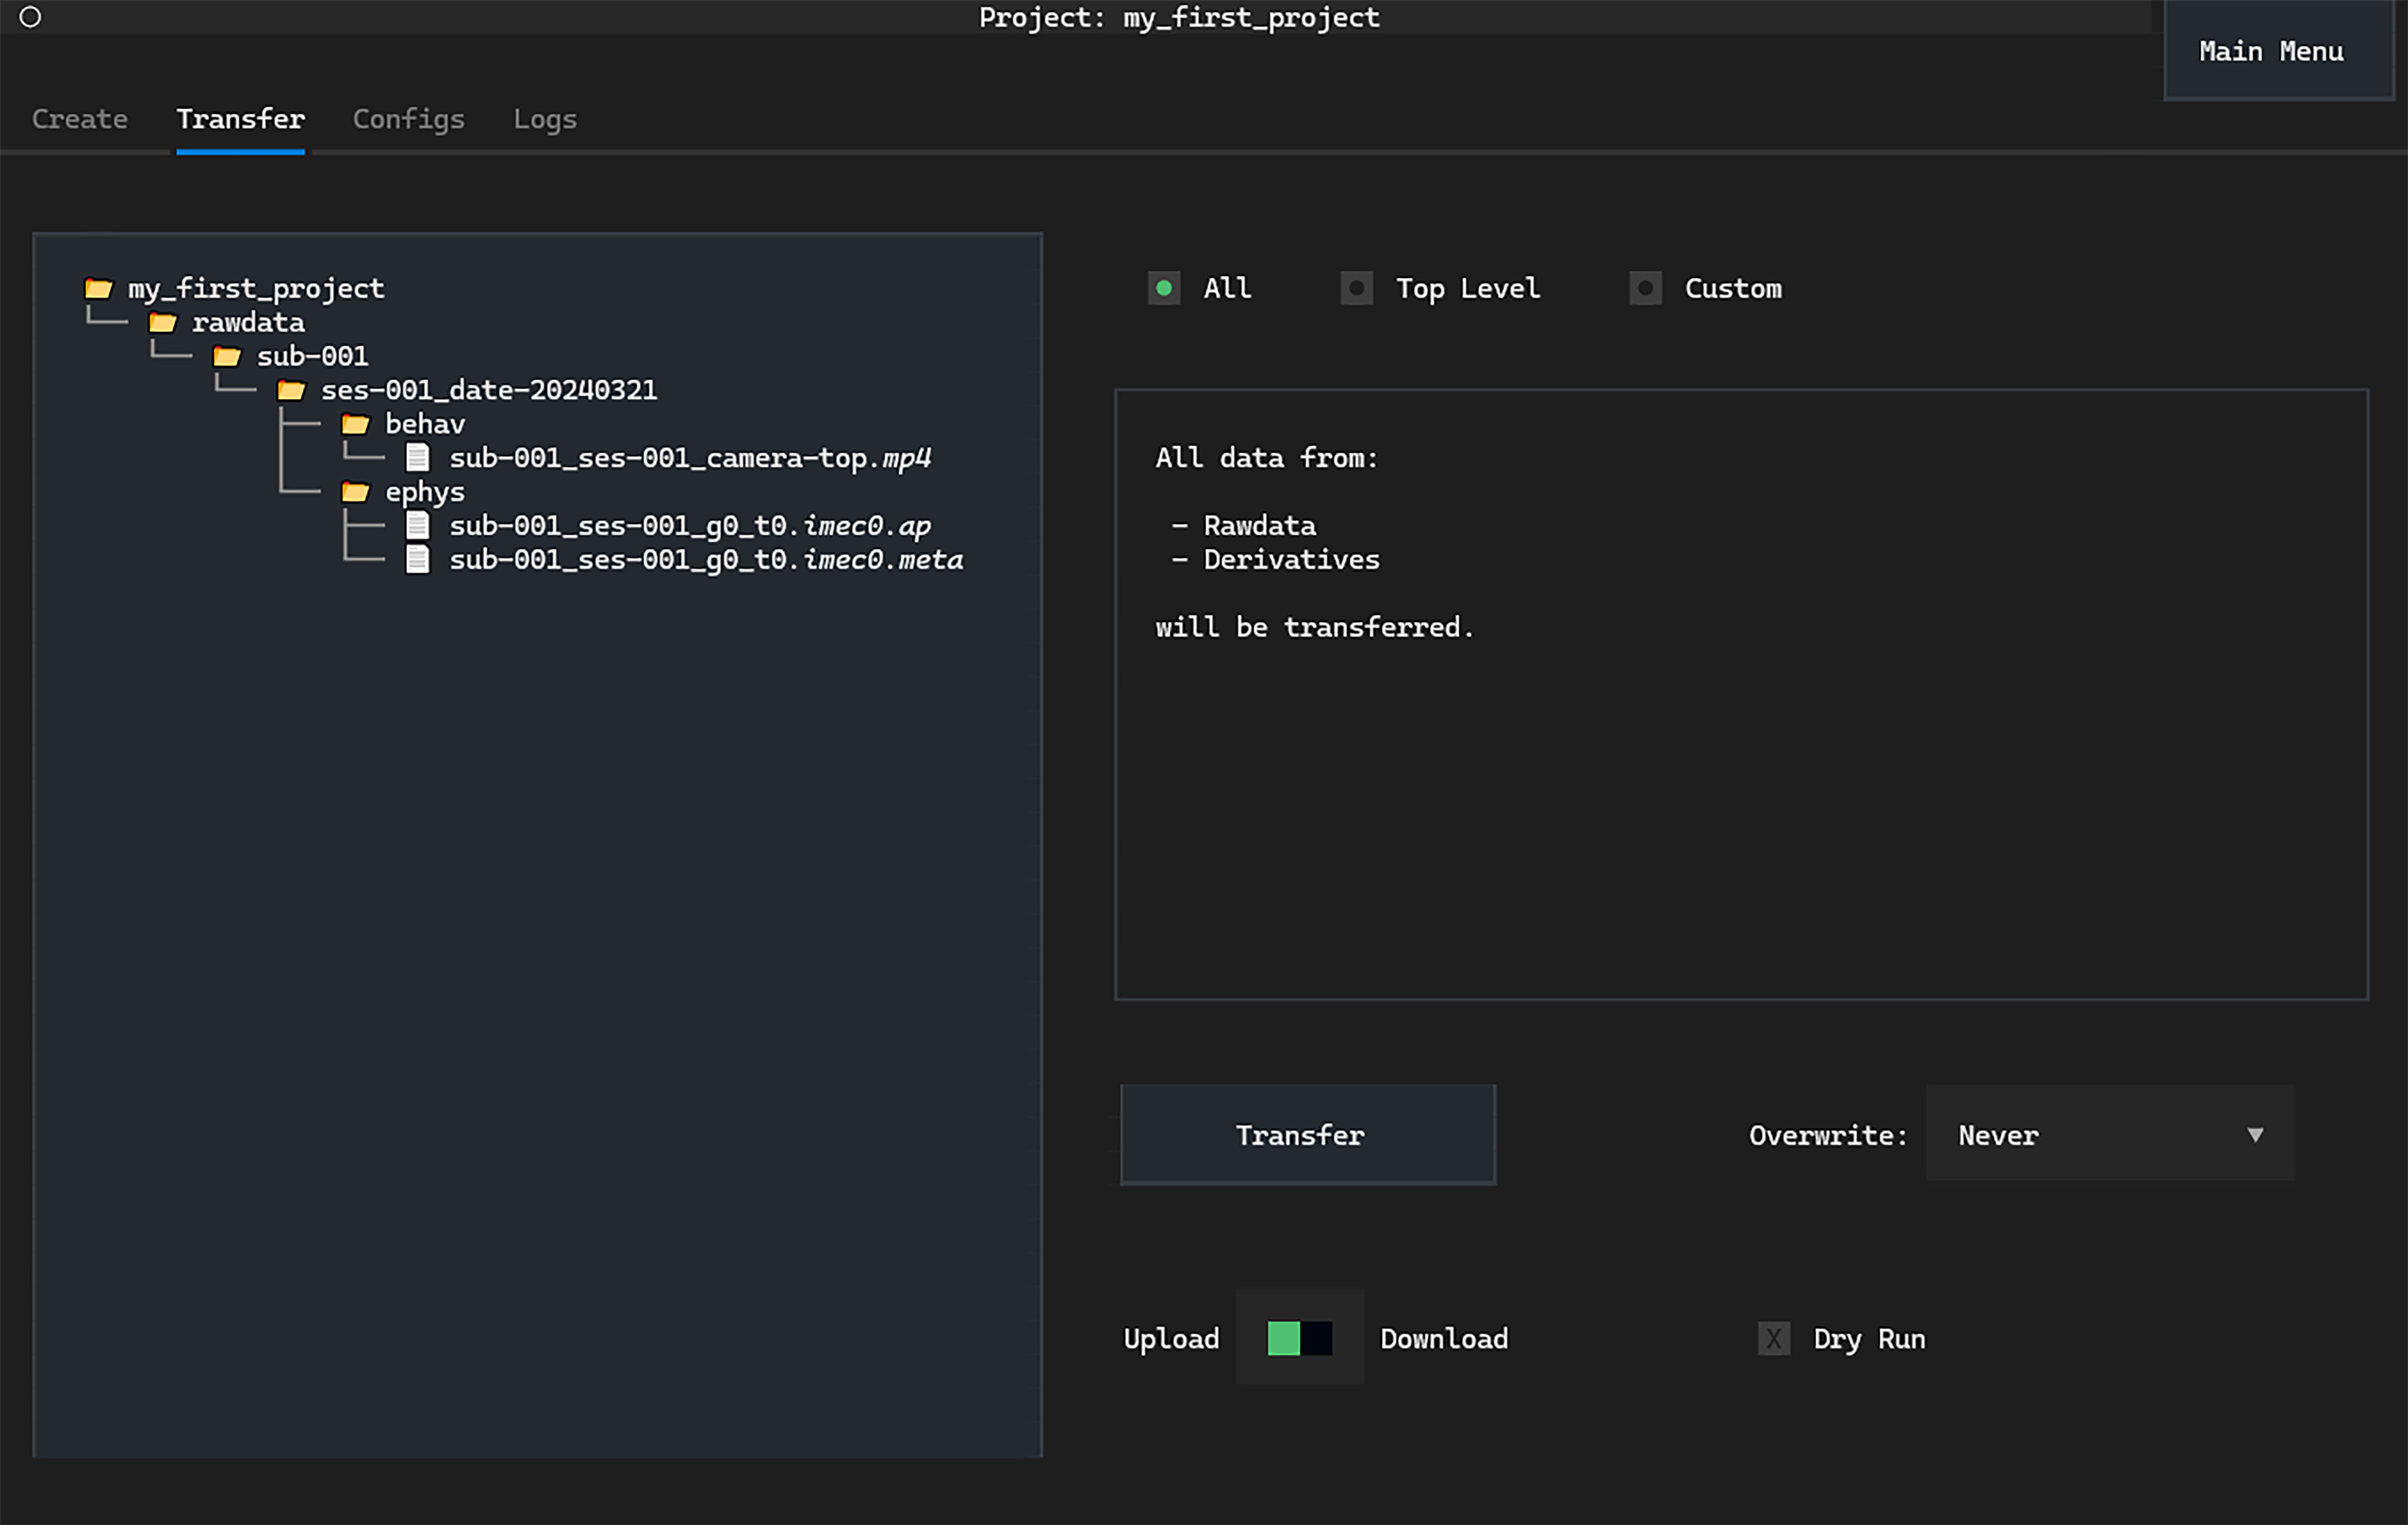 Project: my_first_project
Main Menu
Create Transfer Configs Logs
my_first_project
rawdata
sub-001
ses-001_date-20240321
behav
sub-001_ses-001_camera-top.mp4
ephys
sub-001_ses-001_g0_t0.imec0.ap
sub-001_ses-001_g0_t0.imec0.meta
All Top Level Custom
All data from:
- Rawdata
- Derivatives
will be transferred.
Transfer
Overwrite: Never ▼
Upload Download
X Dry Run